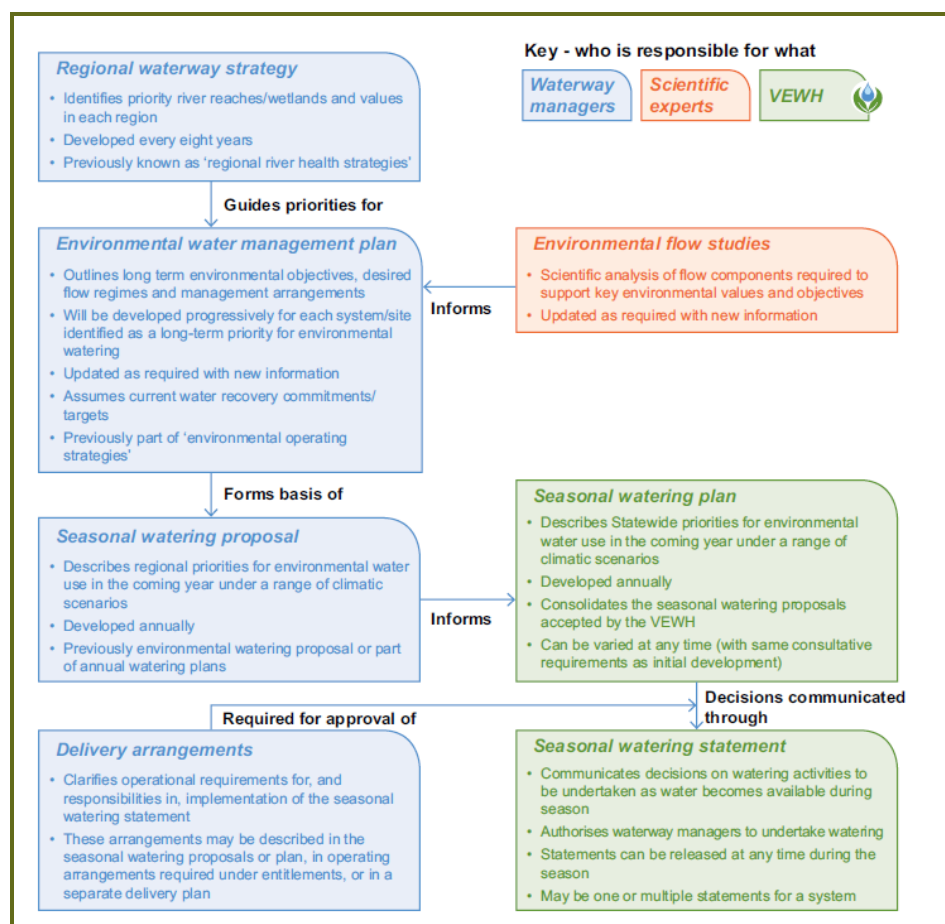 Key - who is responsible for what
Waterway
managers
Scientific
experts
VEWH
Regional waterway strategy
• Identifies priority river reaches/wetlands and values
in each region
• Developed every eight years
• Previously known as ‘regional river health strategies’
Guides priorities for
Environmental water management plan
• Outlines long term environmental objectives, desired
flow regimes and management arrangements
• Will be developed progressively for each system/site
identified as a long-term priority for environmental
watering
• Updated as required with new information
• Assumes current water recovery commitments/
targets
• Previously part of ‘environmental operating
strategies’
Informs
Environmental flow studies
• Scientific analysis of flow components required to
support key environmental values and objectives
• Updated as required with new information
Forms basis of
Seasonal watering proposal
• Describes regional priorities for environmental water
use in the coming year under a range of climatic
scenarios
• Developed annually
• Previously environmental watering proposal or part
of annual watering plans
Informs
Seasonal watering plan
• Describes Statewide priorities for environmental
water use in the coming year under a range of
climatic scenarios
• Developed annually
• Consolidates the seasonal watering proposals
accepted by the VEWH
• Can be varied at any time (with same consultative
requirements as initial development)
Required for approval of
Decisions communicated
through
Delivery arrangements
• Clarifies operational requirements for, and
responsibilities in, implementation of the seasonal
watering statement
• These arrangements may be described in the
seasonal watering proposals or plan, in operating
arrangements required under entitlements, or in a
separate delivery plan
Seasonal watering statement
• Communicates decisions on watering activities to
be undertaken as water becomes available during
season
• Authorises waterway managers to undertake watering
• Statements can be released at any time during the
season
• May be one or multiple statements for a system